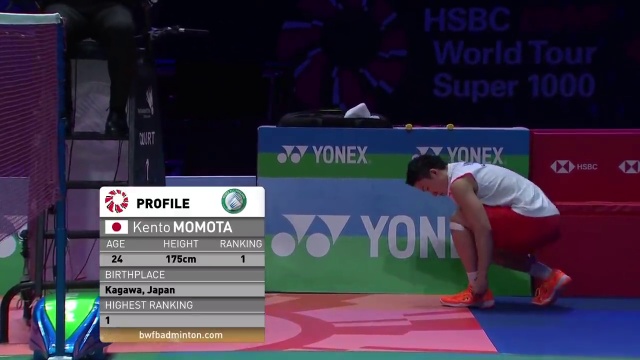 HSBC
World Tour
Super 1000
YONEX
YONEX
HSBC
HSBC
YONEX
PROFILE
Kento MOMOTA
AGE HEIGHT RANKING
24 175cm 1
BIRTHPLACE
Kagawa, Japan
HIGHEST RANKING
1
bwfbadminton.com